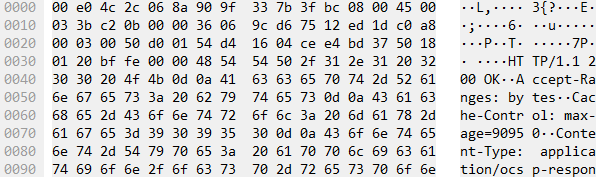 0000 00 e0 4c 2c 06 8a 90 9f 33 7b 3f bc 08 00 45 00 ··L,···· 3{?···E·
0010 03 3b c2 0b 00 00 36 06 9c d6 75 12 ed 1d c0 a8 ·;····6· ··u·····
0020 00 03 00 50 d0 01 54 d4 16 04 ce e4 bd 37 50 18 ···P··T· ·····7P·
0030 01 20 bf fe 00 00 48 54 54 50 2f 31 2e 31 20 32 · ····HT TP/1.1 2
0040 30 30 20 4f 4b 0d 0a 41 63 63 65 70 74 2d 52 61 00 OK··A ccept-Ra
0050 6e 67 65 73 3a 20 62 79 74 65 73 0d 0a 43 61 63 nges: by tes··Cac
0060 68 65 2d 43 6f 6e 74 72 6f 6c 3a 20 6d 61 78 2d he-Contr ol: max-
0070 61 67 65 3d 39 30 39 35 30 0d 0a 43 6f 6e 74 65 age=9095 0··Conte
0080 6e 74 2d 54 79 70 65 3a 20 61 70 70 6c 69 63 61 nt-Type: applica
0090 74 69 6f 6e 2f 6f 63 73 70 2d 72 65 73 70 6f 6e tion/ocs p-respon